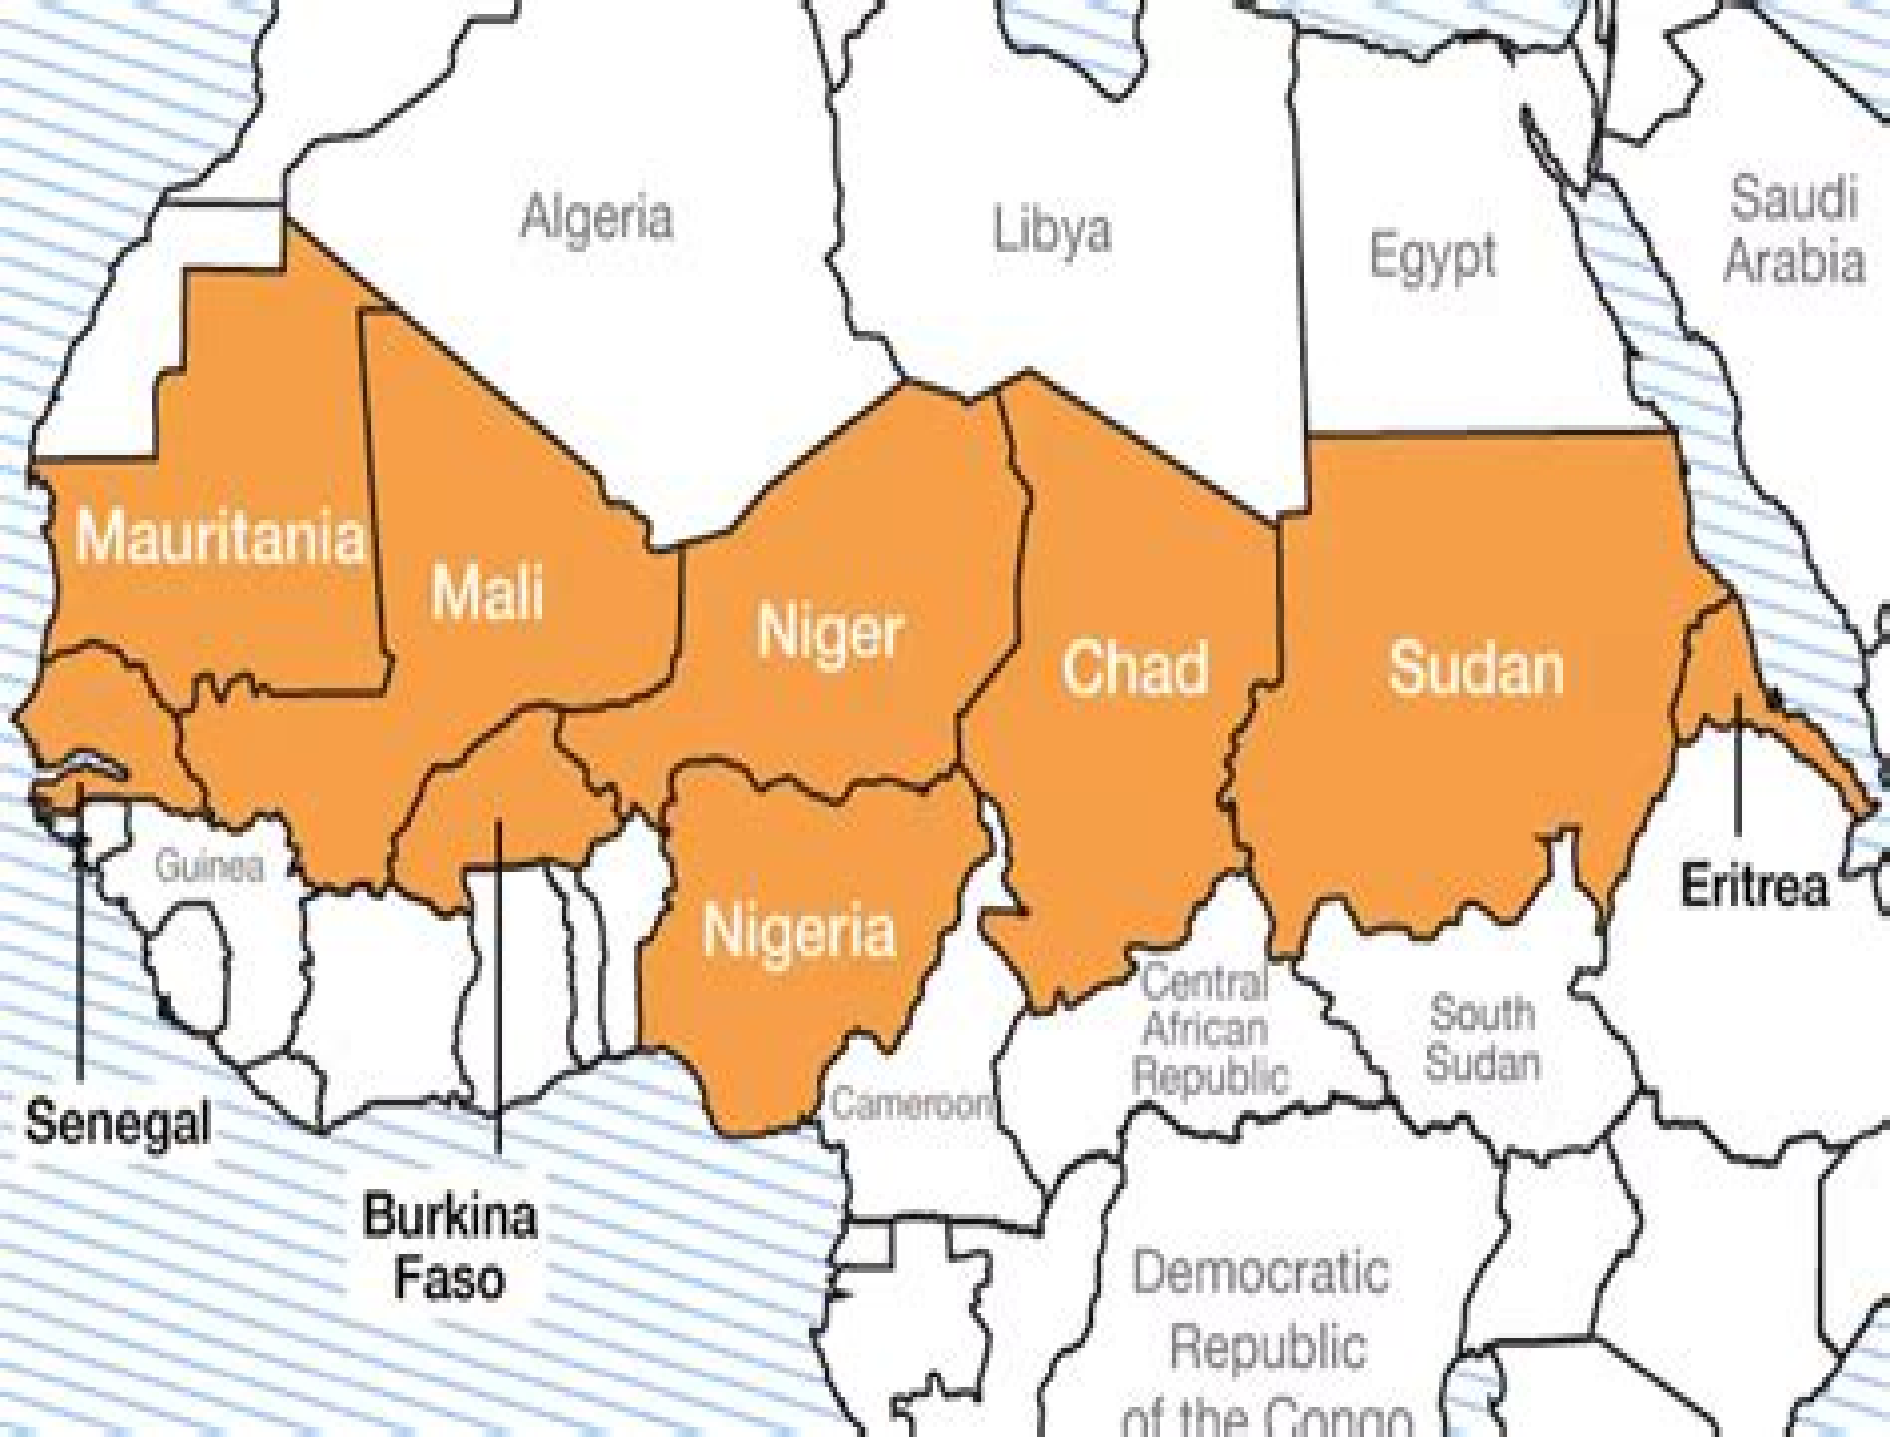 Algeria
Libya
Egypt
Saudi
Arabia
Mauritania
Mali
Niger
Chad
Sudan
Guinea
Nigeria
Eritrea
Central
African
Republic
South
Sudan
Cameroon
Senegal
Burkina
Faso
Democratic
Republic
of the Congo